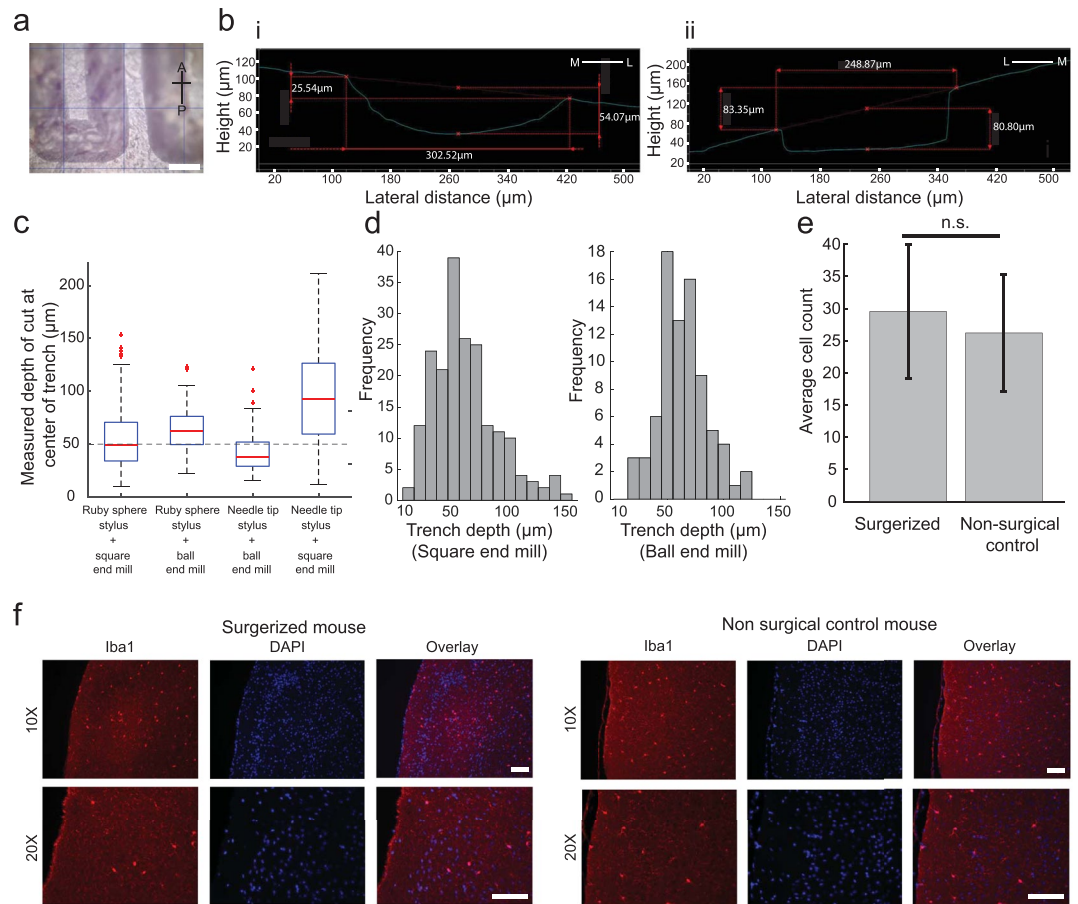 a
A
P
b
i
Height (µm)
120
100
80
60
40
20
25.54µm
302.52µm
54.07µm
M L
20 120 180 260 340 420 500
Lateral distance (µm)
ii
Height (µm)
200
160
120
80
40
20
248.87µm
83.35µm
80.80µm
L M
20 100 180 260 340 420 500
Lateral distance (µm)
c
Measured depth of cut at
center of trench (µm)
200
150
100
50
0
Ruby sphere
stylus
+
square
end mill
Ruby sphere
stylus
+
ball
end mill
Needle tip
stylus
+
ball
end mill
Needle tip
stylus
+
square
end mill
d
Frequency
40
35
30
25
20
15
10
5
0
10 50 100 150
Trench depth (µm)
(Square end mill)
Frequency
18
16
14
12
10
8
6
4
2
0
10 50 100 150
Trench depth (µm)
(Ball end mill)
e
n.s.
Average cell count
40
35
30
25
20
15
10
5
0
Surgerized
Non-surgical
control
f
Surgerized mouse
Iba1 DAPI Overlay
10X
20X
Non surgical control mouse
Iba1 DAPI Overlay
10X
20X